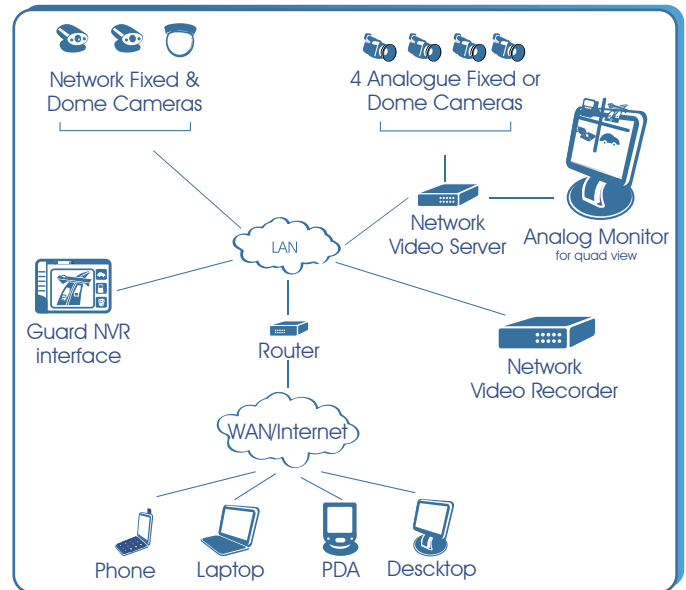 Network Fixed &
Dome Cameras
4 Analogue Fixed or
Dome Cameras
Network
Video Server
Analog Monitor
for quad view
LAN
Guard NVR
interface
Router
Network
Video Recorder
WAN/Internet
Phone
Laptop
PDA
Descktop